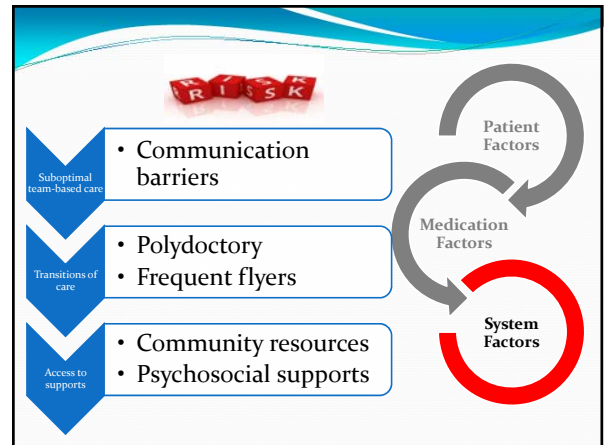 RISK
RISK
Suboptimal
team-based care
• Communication
barriers
Transitions of
care
• Polydoctory
• Frequent flyers
Access to
supports
• Community resources
• Psychosocial supports
Patient
Factors
Medication
Factors
System
Factors